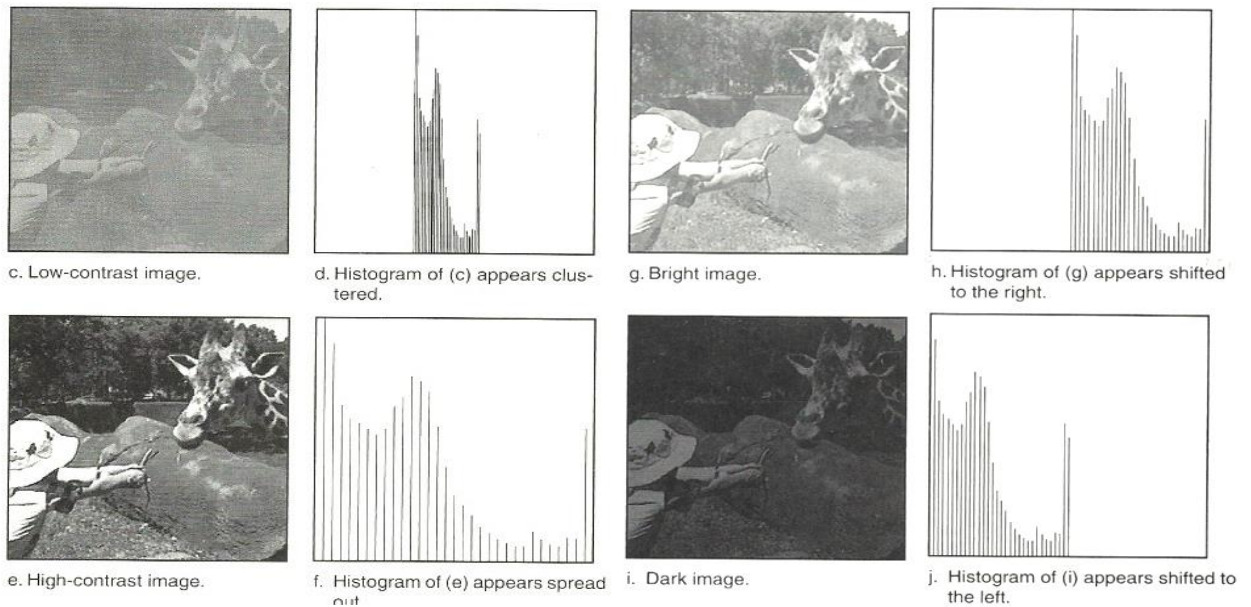 c. Low-contrast image.
d. Histogram of (c) appears clus-
tered.
g. Bright image.
h. Histogram of (g) appears shifted
to the right.
e. High-contrast image.
f. Histogram of (e) appears spread
out
i. Dark image.
j. Histogram of (i) appears shifted to
the left.